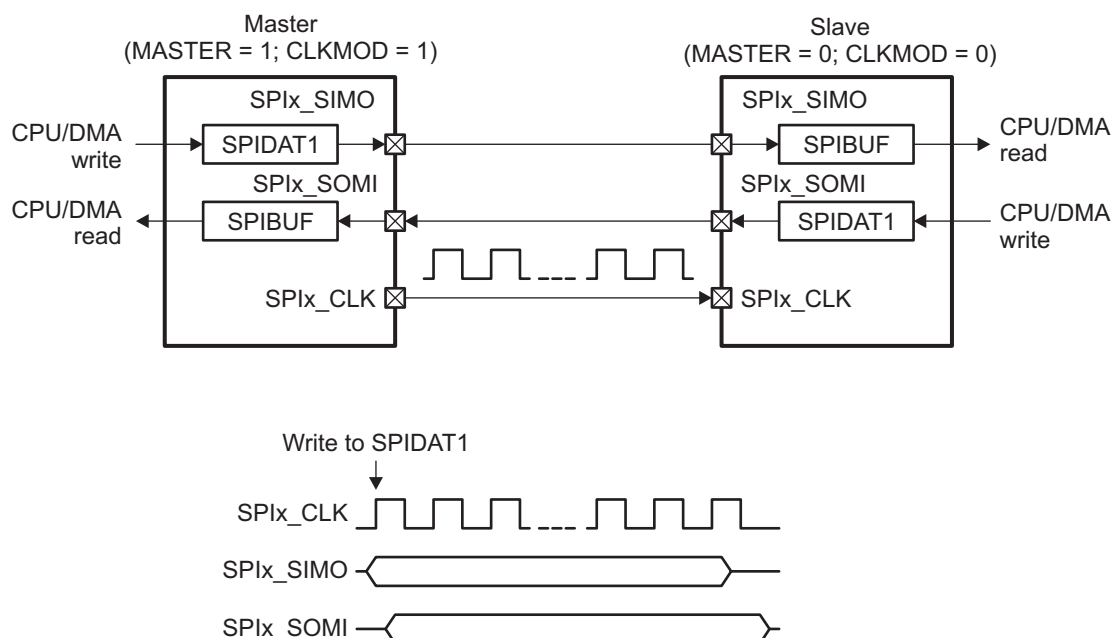 Master
(MASTER = 1; CLKMOD = 1)
Slave
(MASTER = 0; CLKMOD = 0)
SPIx_SIMO
SPIx_SIMO
CPU/DMA
write
SPIDAT1
SPIBUF
CPU/DMA
read
SPIx_SOMI
SPIx_SOMI
CPU/DMA
read
SPIBUF
SPIDAT1
CPU/DMA
write
SPIx_CLK
SPIx_CLK
Write to SPIDAT1
SPIx_CLK
SPIx_SIMO
SPIx_SOMI